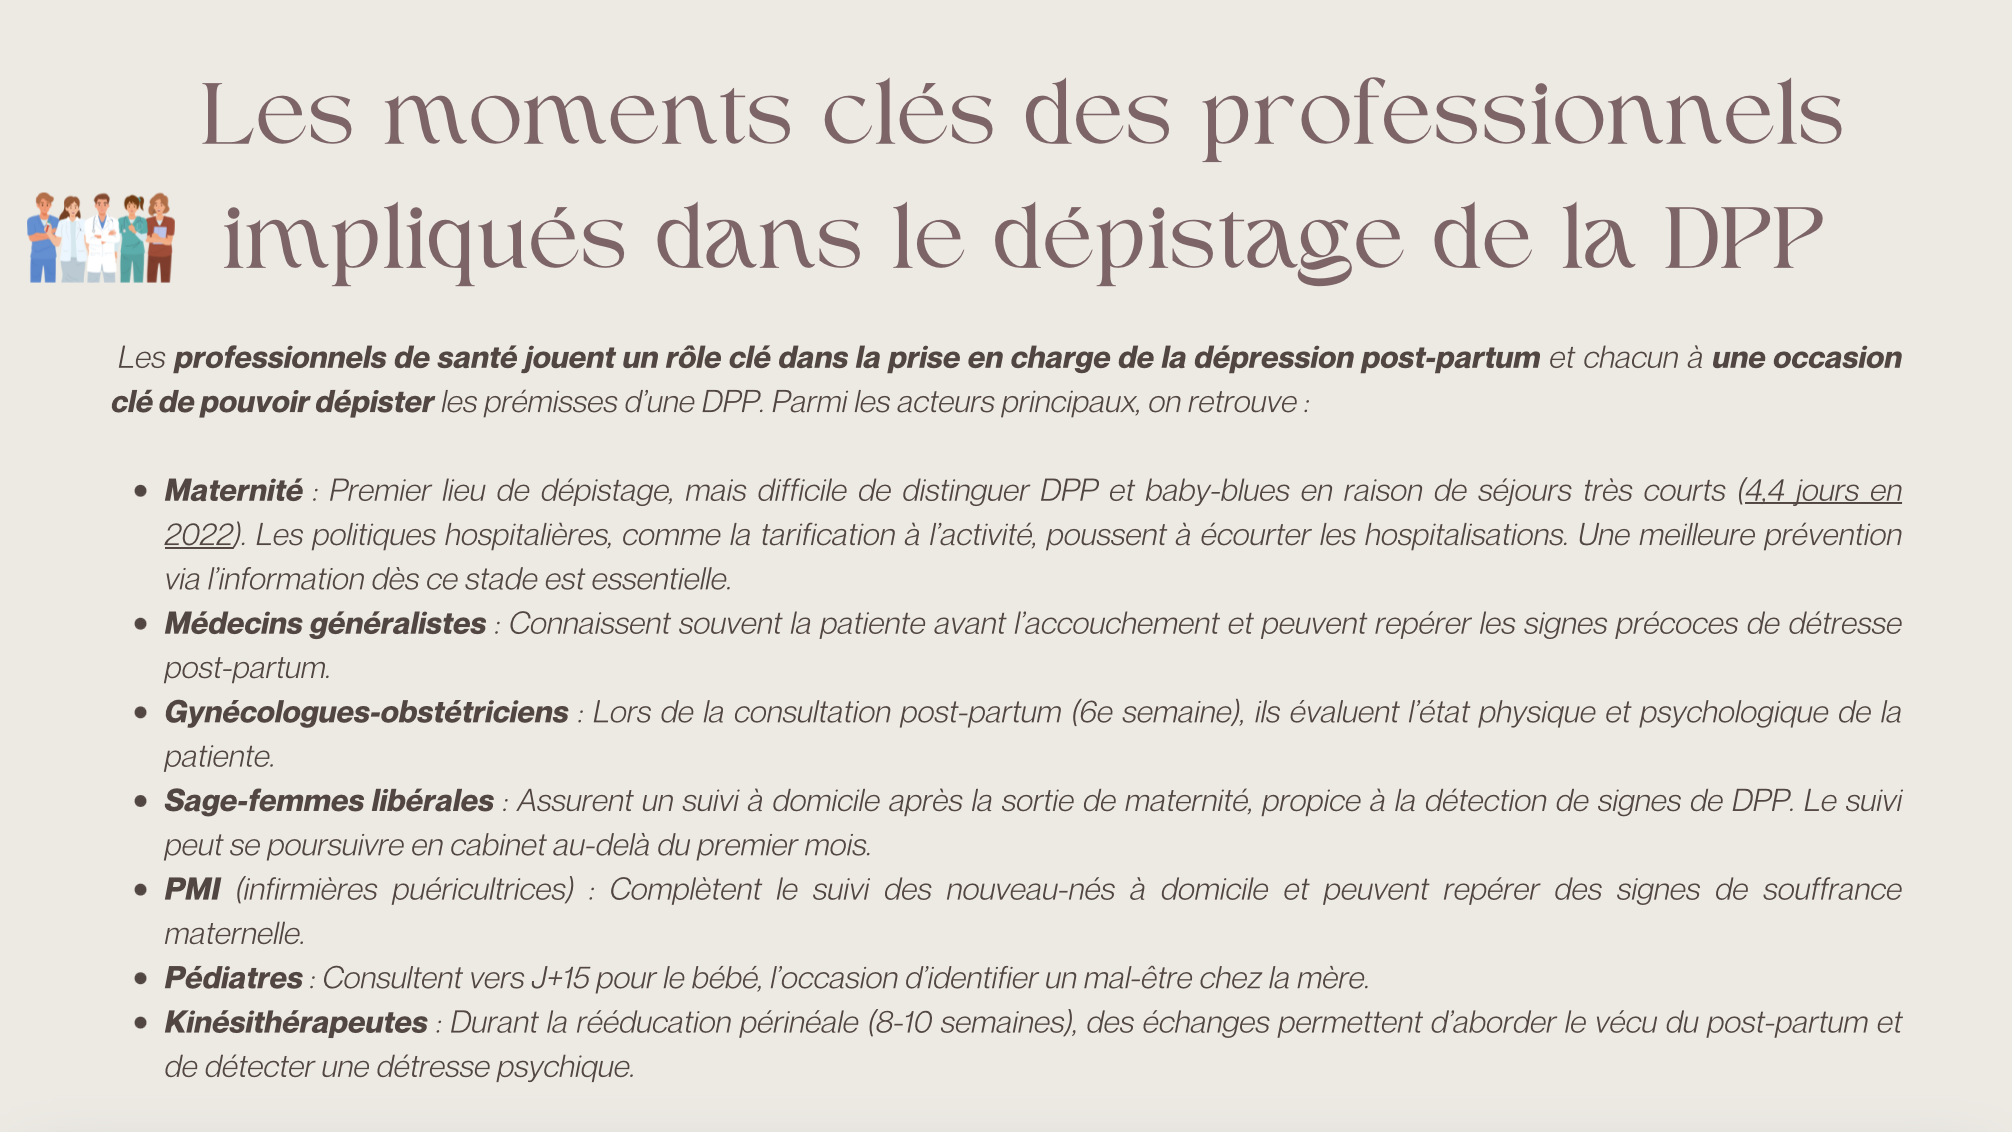 Les moments clés des professionnels
impliqués dans le dépistage de la DPP
Les professionnels de santé jouent un rôle clé dans la prise en charge de la dépression post-partum et chacun à une occasion
clé de pouvoir dépister les prémisses d’une DPP. Parmi les acteurs principaux, on retrouve :
• Maternité : Premier lieu de dépistage, mais difficile de distinguer DPP et baby-blues en raison de séjours très courts (4,4 jours en
2022). Les politiques hospitalières, comme la tarification à l’activité, poussent à écourter les hospitalisations. Une meilleure prévention
via l’information dès ce stade est essentielle.
• Médecins généralistes : Connaissent souvent la patiente avant l’accouchement et peuvent repérer les signes précoces de détresse
post-partum.
• Gynécologues-obstétriciens : Lors de la consultation post-partum (6e semaine), ils évaluent l’état physique et psychologique de la
patiente.
• Sage-femmes libérales : Assurent un suivi à domicile après la sortie de maternité, propice à la détection de signes de DPP. Le suivi
peut se poursuivre en cabinet au-delà du premier mois.
• PMI (infirmières puéricultrices) : Complètent le suivi des nouveau-nés à domicile et peuvent repérer des signes de souffrance
maternelle.
• Pédiatres : Consultent vers J+15 pour le bébé, l’occasion d’identifier un mal-être chez la mère.
• Kinésithérapeutes : Durant la rééducation périnéale (8-10 semaines), des échanges permettent d’aborder le vécu du post-partum et
de détecter une détresse psychique.